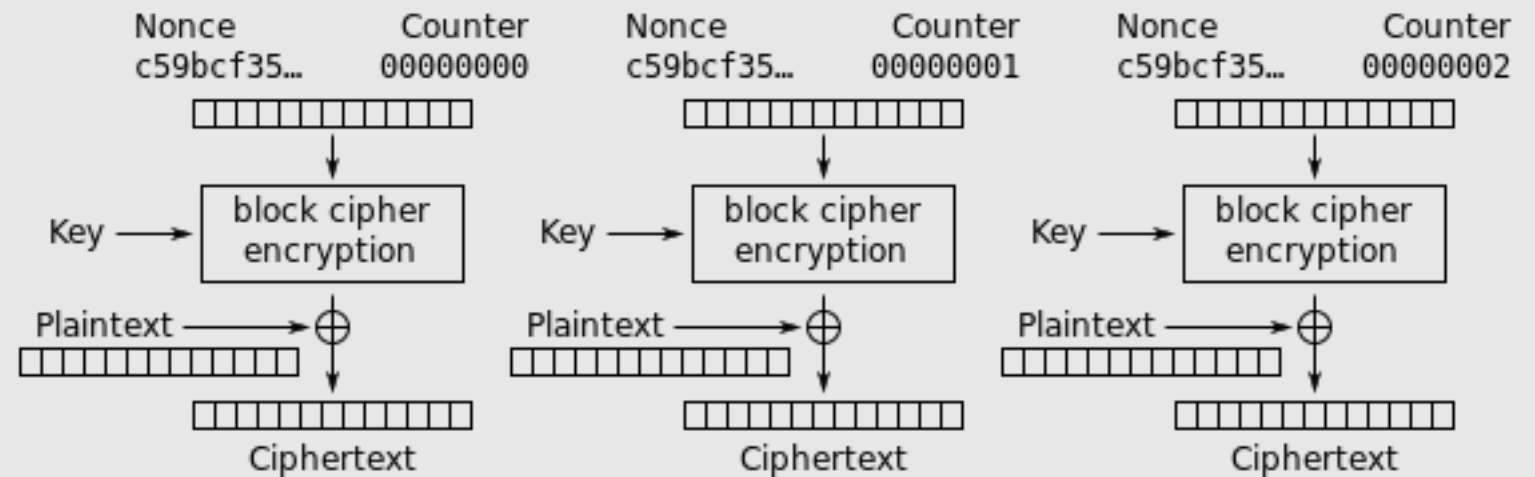 Nonce Counter Nonce Counter Nonce Counter
c59bcf35… 00000000 c59bcf35… 00000001 c59bcf35… 00000002
block cipher block cipher block cipher
Key Key Key
encryption encryption encryption
Plaintext Plaintext Plaintext
Ciphertext Ciphertext Ciphertext